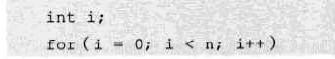 int i;
for (i = 0; i < n; i++)